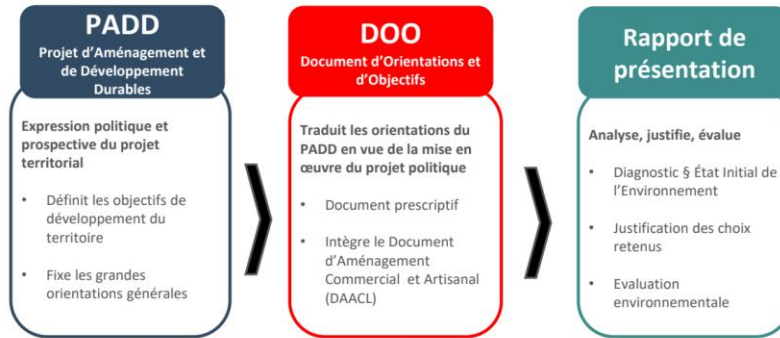 PADD
Projet d'Aménagement et
de Développement
Durables
Expression politique et
prospective du projet
territorial
• Définit les objectifs de
développement du
territoire
• Fixe les grandes
orientations générales
DOO
Document d'Orientations et
d'Objectifs
Traduit les orientations du
PADD en vue de la mise en
œuvre du projet politique
• Document prescriptif
• Intègre le Document
d'Aménagement
Commercial et Artisanal
(DAACL)
Rapport de
présentation
Analyse, justifie, évalue
• Diagnostic § État Initial de
l'Environnement
• Justification des choix
retenus
• Evaluation
environnementale